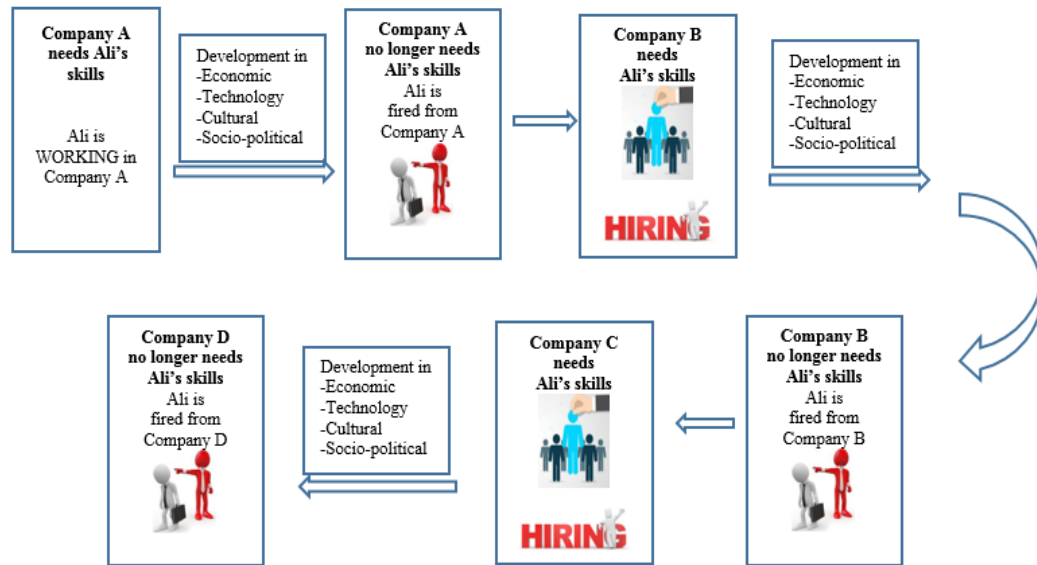 Company A
needs Ali's
skills
Ali is
WORKING in
Company A
Development in
-Economic
-Technology
-Cultural
-Socio-political
Company A
no longer needs
Ali's skills
Ali is
fired from
Company A
Company B
needs
Ali's skills
HIRING
Development in
-Economic
-Technology
-Cultural
-Socio-political
Company B
no longer needs
Ali's skills
Ali is
fired from
Company B
Company C
needs
Ali's skills
HIRING
Development in
-Economic
-Technology
-Cultural
-Socio-political
Company D
no longer needs
Ali's skills
Ali is
fired from
Company D